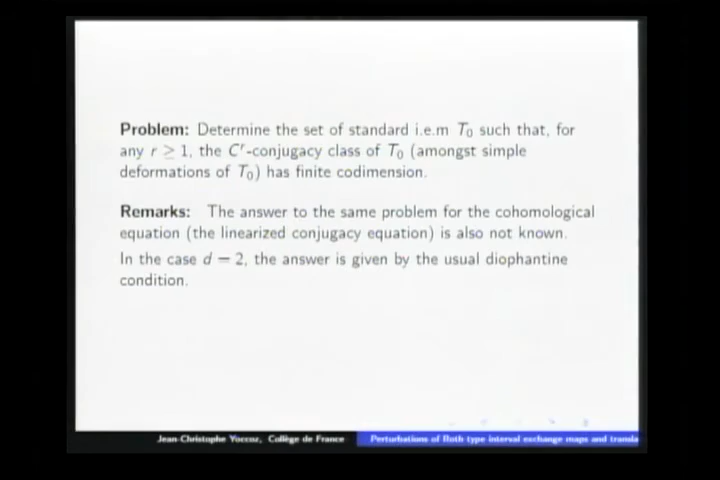 Problem: Determine the set of standard i.e.m T₀ such that, for
any r ≥ 1, the Cʳ-conjugacy class of T₀ (amongst simple
deformations of T₀) has finite codimension.
Remarks: The answer to the same problem for the cohomological
equation (the linearized conjugacy equation) is also not known.
In the case d = 2, the answer is given by the usual diophantine
condition.
Jean-Christophe Yoccoz, Collège de France Perturbations of Roth type interval exchange maps and transla